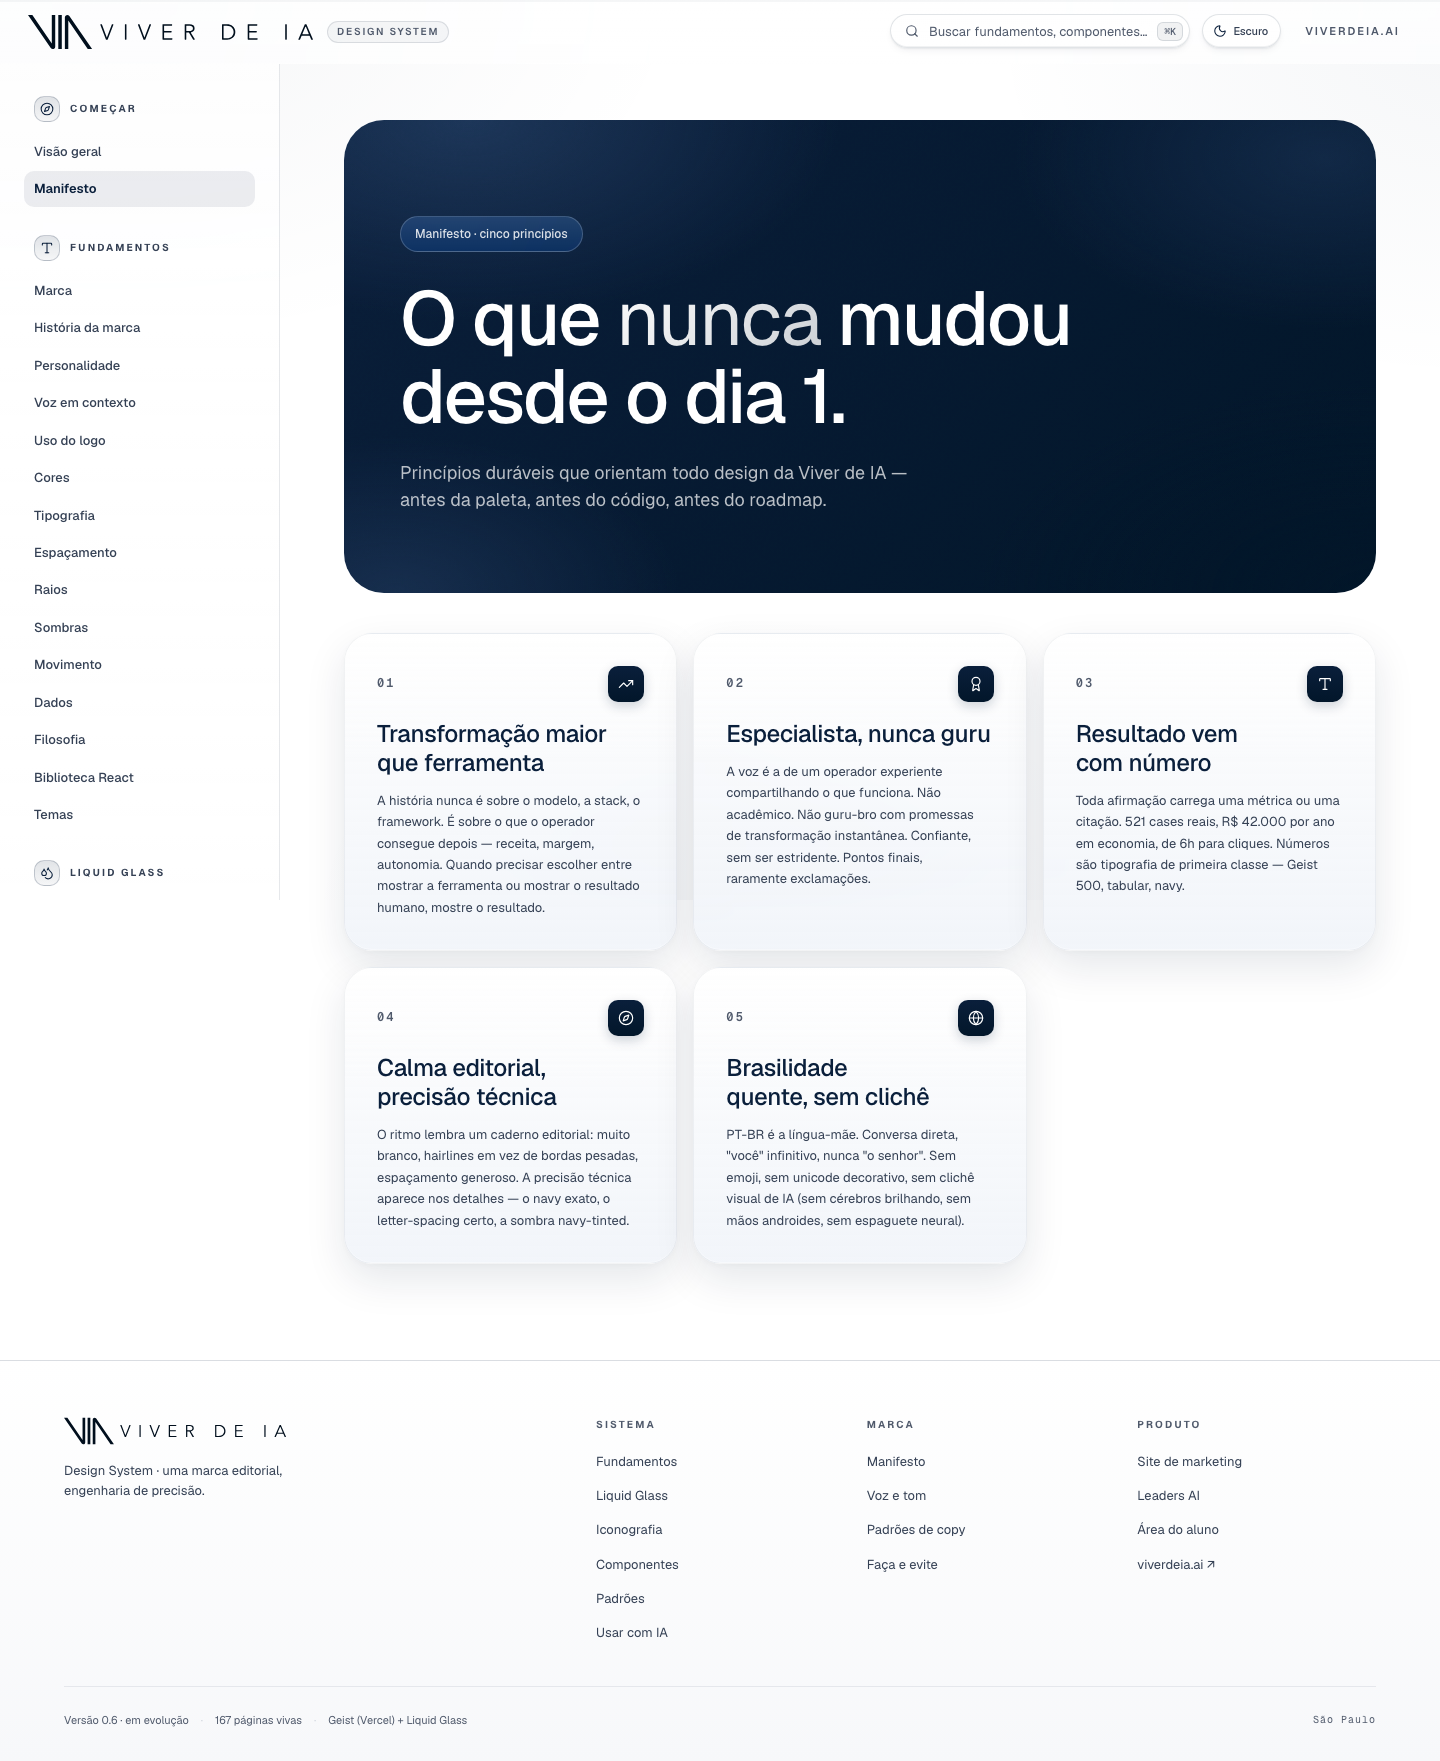 VIVER DE IA
DESIGN SYSTEM
Buscar fundamentos, componentes...
⌘K
Escuro
VIVERDEIA.AI
COMEÇAR
Visão geral
Manifesto
FUNDAMENTOS
Marca
História da marca
Personalidade
Voz em contexto
Uso do logo
Cores
Tipografia
Espaçamento
Raios
Sombras
Movimento
Dados
Filosofia
Biblioteca React
Temas
LIQUID GLASS
Manifesto · cinco princípios
O que nunca mudou
desde o dia 1.
Princípios duráveis que orientam todo design da Viver de IA —
antes da paleta, antes do código, antes do roadmap.
01
Transformação maior
que ferramenta
A história nunca é sobre o modelo, a stack, o
framework. É sobre o que o operador
consegue depois — receita, margem,
autonomia. Quando precisar escolher entre
mostrar a ferramenta ou mostrar o resultado
humano, mostre o resultado.
02
Especialista, nunca guru
A voz é a de um operador experiente
compartilhando o que funciona. Não
acadêmico. Não guru-bro com promessas
de transformação instantânea. Confiante,
sem ser estridente. Pontos finais,
raramente exclamações.
03
Resultado vem
com número
Toda afirmação carrega uma métrica ou uma
citação. 521 cases reais, R$ 42.000 por ano
em economia, de 6h para cliques. Números
são tipografia de primeira classe — Geist
500, tabular, navy.
04
Calma editorial,
precisão técnica
O ritmo lembra um caderno editorial: muito
branco, hairlines em vez de bordas pesadas,
espaçamento generoso. A precisão técnica
aparece nos detalhes — o navy exato, o
letter-spacing certo, a sombra navy-tinted.
05
Brasilidade
quente, sem clichê
PT-BR é a língua-mãe. Conversa direta,
"você" infinitivo, nunca "o senhor". Sem
emoji, sem unicode decorativo, sem clichê
visual de IA (sem cérebros brilhando, sem
mãos androides, sem espaguete neural).
VIVER DE IA
Design System · uma marca editorial,
engenharia de precisão.
SISTEMA
Fundamentos
Liquid Glass
Iconografia
Componentes
Padrões
Usar com IA
MARCA
Manifesto
Voz e tom
Padrões de copy
Faça e evite
PRODUTO
Site de marketing
Leaders AI
Área do aluno
viverdeia.ai ↗
Versão 0.6 · em evolução · 167 páginas vivas · Geist (Vercel) + Liquid Glass
São Paulo